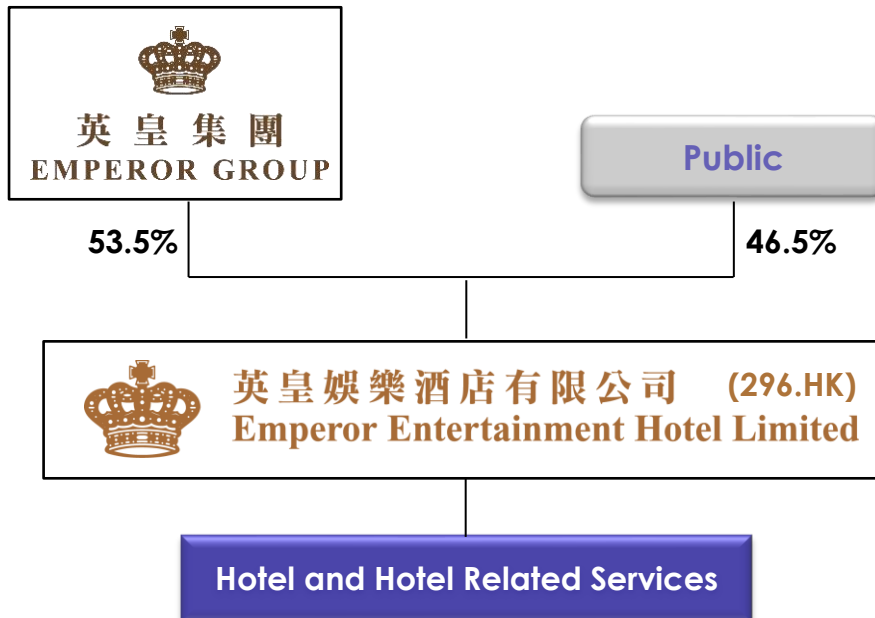 英皇集團
EMPEROR GROUP
Public
53.5%
46.5%
英皇娛樂酒店有限公司 (296.HK)
Emperor Entertainment Hotel Limited
Hotel and Hotel Related Services